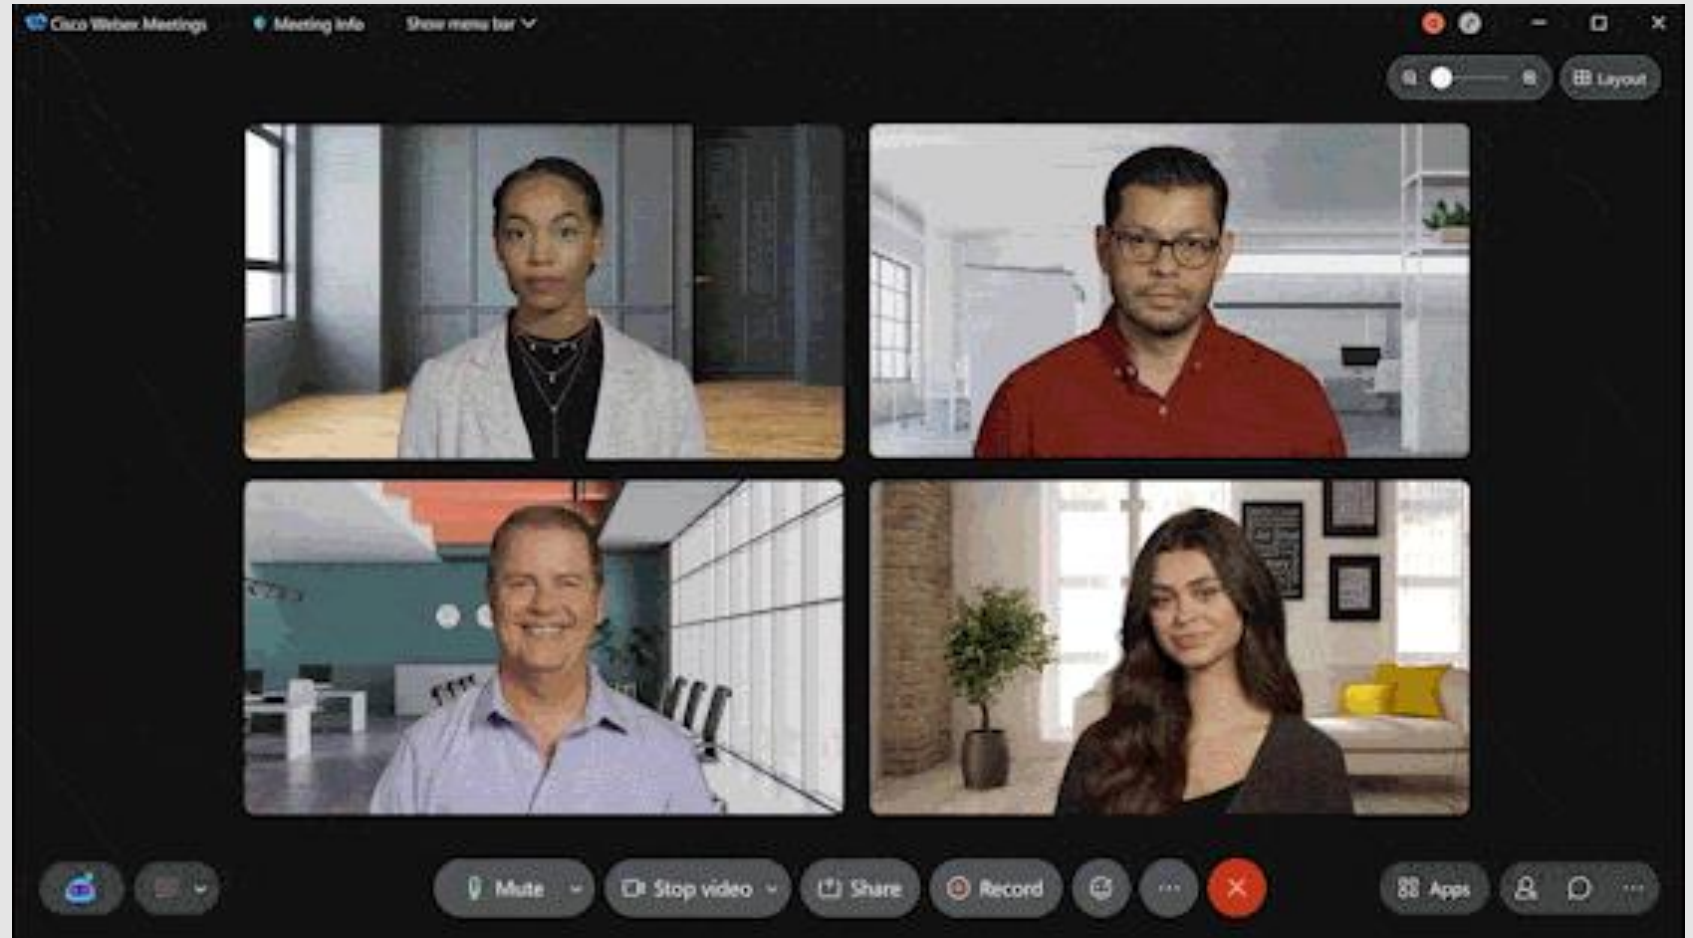 Cisco Webex Meetings
Meeting Info
Show menu bar
Layout
Mute
Stop video
Share
Record
Apps